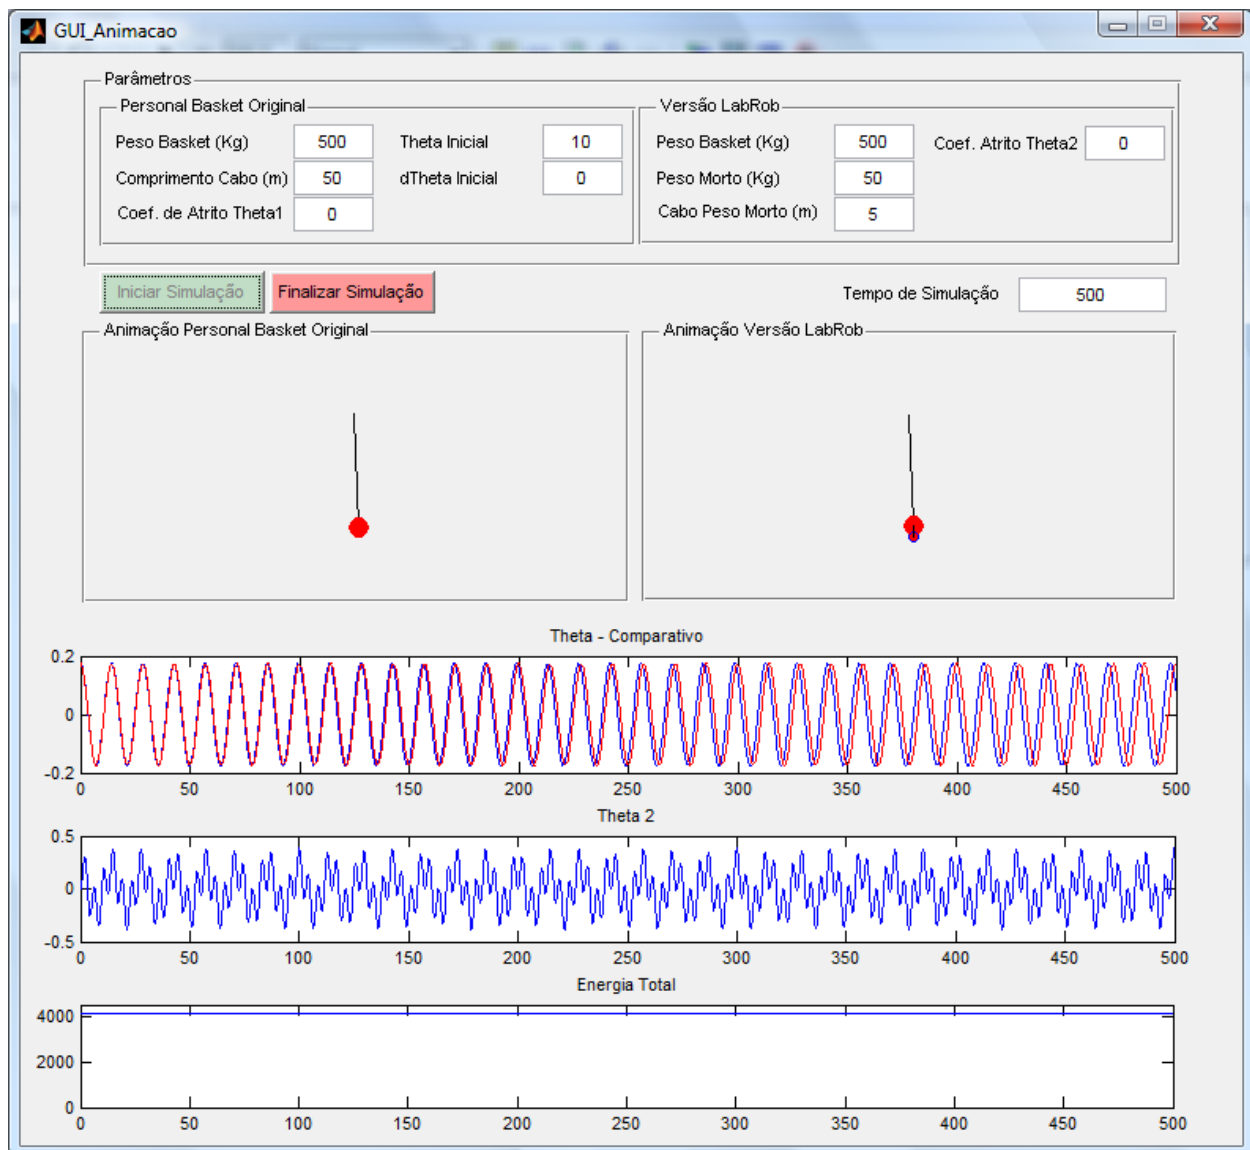 GUI_Animacao
Parâmetros
Personal Basket Original
Peso Basket (Kg) 500 Theta Inicial 10
Comprimento Cabo (m) 50 dTheta Inicial 0
Coef. de Atrito Theta1 0
Versão LabRob
Peso Basket (Kg) 500 Coef. Atrito Theta2 0
Peso Morto (Kg) 50
Cabo Peso Morto (m) 5
Iniciar Simulação Finalizar Simulação Tempo de Simulação 500
Animação Personal Basket Original
Animação Versão LabRob
Theta - Comparativo
0.2
0
-0.2
0 50 100 150 200 250 300 350 400 450 500
Theta 2
0.5
0
-0.5
0 50 100 150 200 250 300 350 400 450 500
Energia Total
4000
2000
0
0 50 100 150 200 250 300 350 400 450 500